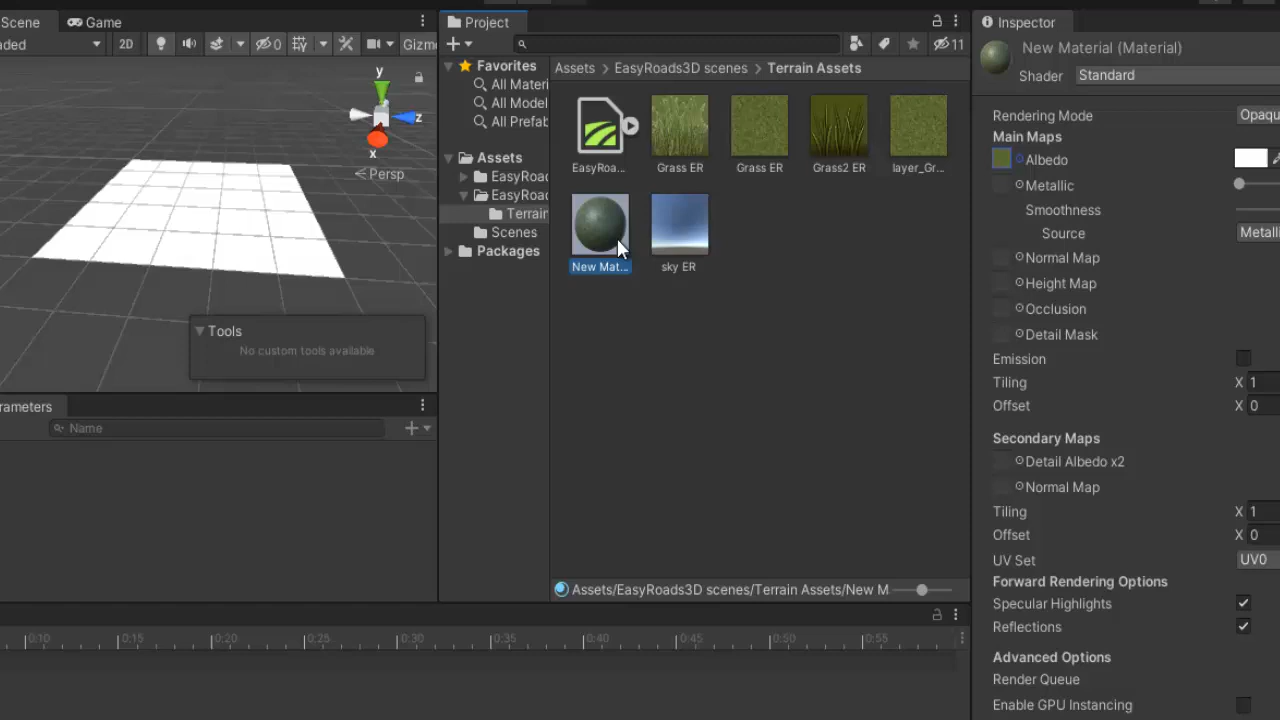 Scene
Game
aded
2D
0
Gizmo
y
z
x
Persp
Tools
No custom tools available
rameters
Name
0:10
0:15
0:20
0:25
0:30
0:35
0:40
0:45
0:50
0:55
Project
11
Favorites
All Materi
All Model
All Prefab
Assets
EasyRoad
EasyRoad
Terrain
Scenes
Packages
Assets > EasyRoads3D scenes > Terrain Assets
EasyRoa...
Grass ER
Grass ER
Grass2 ER
layer_Gr...
New Mat...
sky ER
Assets/EasyRoads3D scenes/Terrain Assets/New M
Inspector
New Material (Material)
Shader
Standard
Rendering Mode
Opaqu
Main Maps
Albedo
Metallic
Smoothness
Source
Metalli
Normal Map
Height Map
Occlusion
Detail Mask
Emission
Tiling
X 1
Offset
X 0
Secondary Maps
Detail Albedo x2
Normal Map
Tiling
X 1
Offset
X 0
UV Set
UV0
Forward Rendering Options
Specular Highlights
Reflections
Advanced Options
Render Queue
Enable GPU Instancing